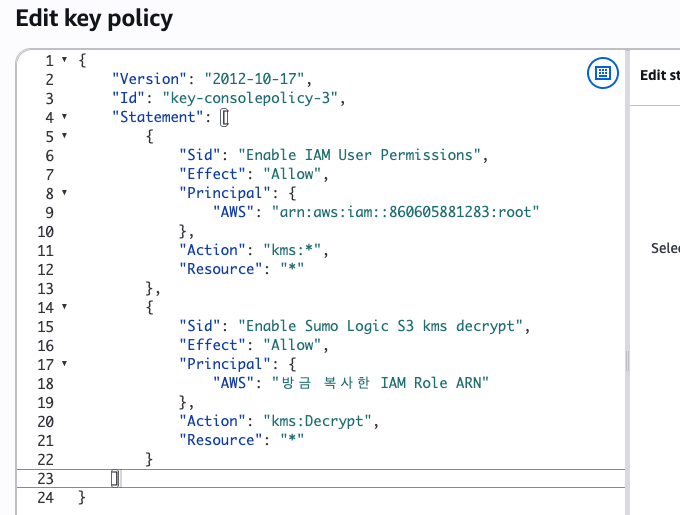 Edit key policy
1 {
2 "Version": "2012-10-17",
3 "Id": "key-consolepolicy-3",
4 "Statement": [
5 {
6 "Sid": "Enable IAM User Permissions",
7 "Effect": "Allow",
8 "Principal": {
9 "AWS": "arn:aws:iam::860605881283:root"
10 },
11 "Action": "kms:*",
12 "Resource": "*"
13 },
14 {
15 "Sid": "Enable Sumo Logic S3 kms decrypt",
16 "Effect": "Allow",
17 "Principal": {
18 "AWS": "방금 복사한 IAM Role ARN"
19 },
20 "Action": "kms:Decrypt",
21 "Resource": "*"
22 }
23 ]
24 }
Edit st
Selec